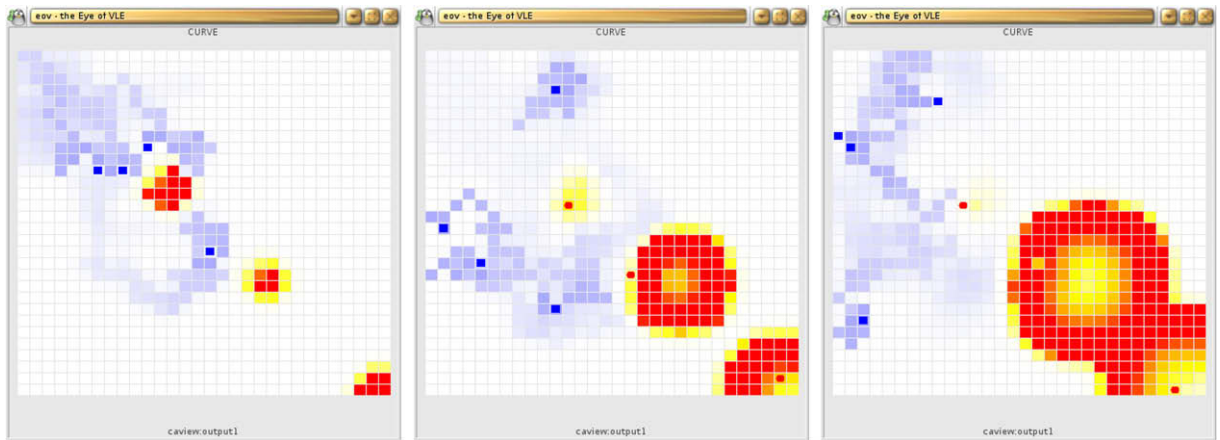 eov - the Eye of VLE
CURVE
caview:output1
eov - the Eye of VLE
CURVE
caview:output1
eov - the Eye of VLE
CURVE
caview:output1